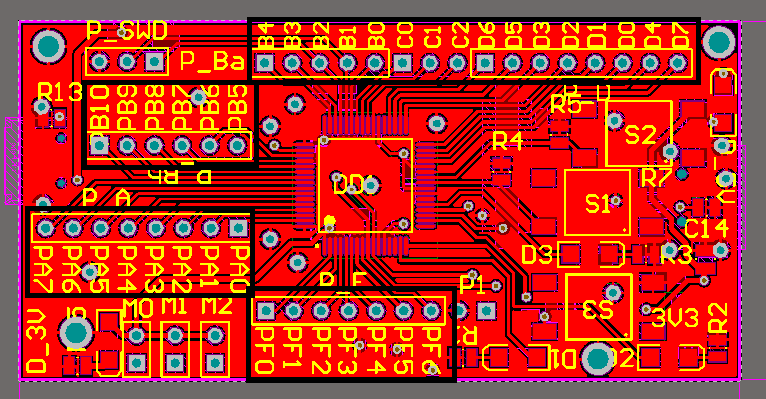 P_SWD
P_Ba
B4 B3 B2 B1 B0 C0 C1 C2 D6 D5 D3 D2 D1 D0 D4 D7
R13
PB10 PB9 PB8 PB7 PB6 PB5
R5
S2
R4
R7
P_A
S1
C14
D3
R3
PA7 PA6 PA5 PA4 PA3 PA2 PA1 PA0
P1
M0 M1 M2
S3
3V3
R2
D_3V
PF0 PF1 PF2 PF3 PF4 PF5 PF6
D1